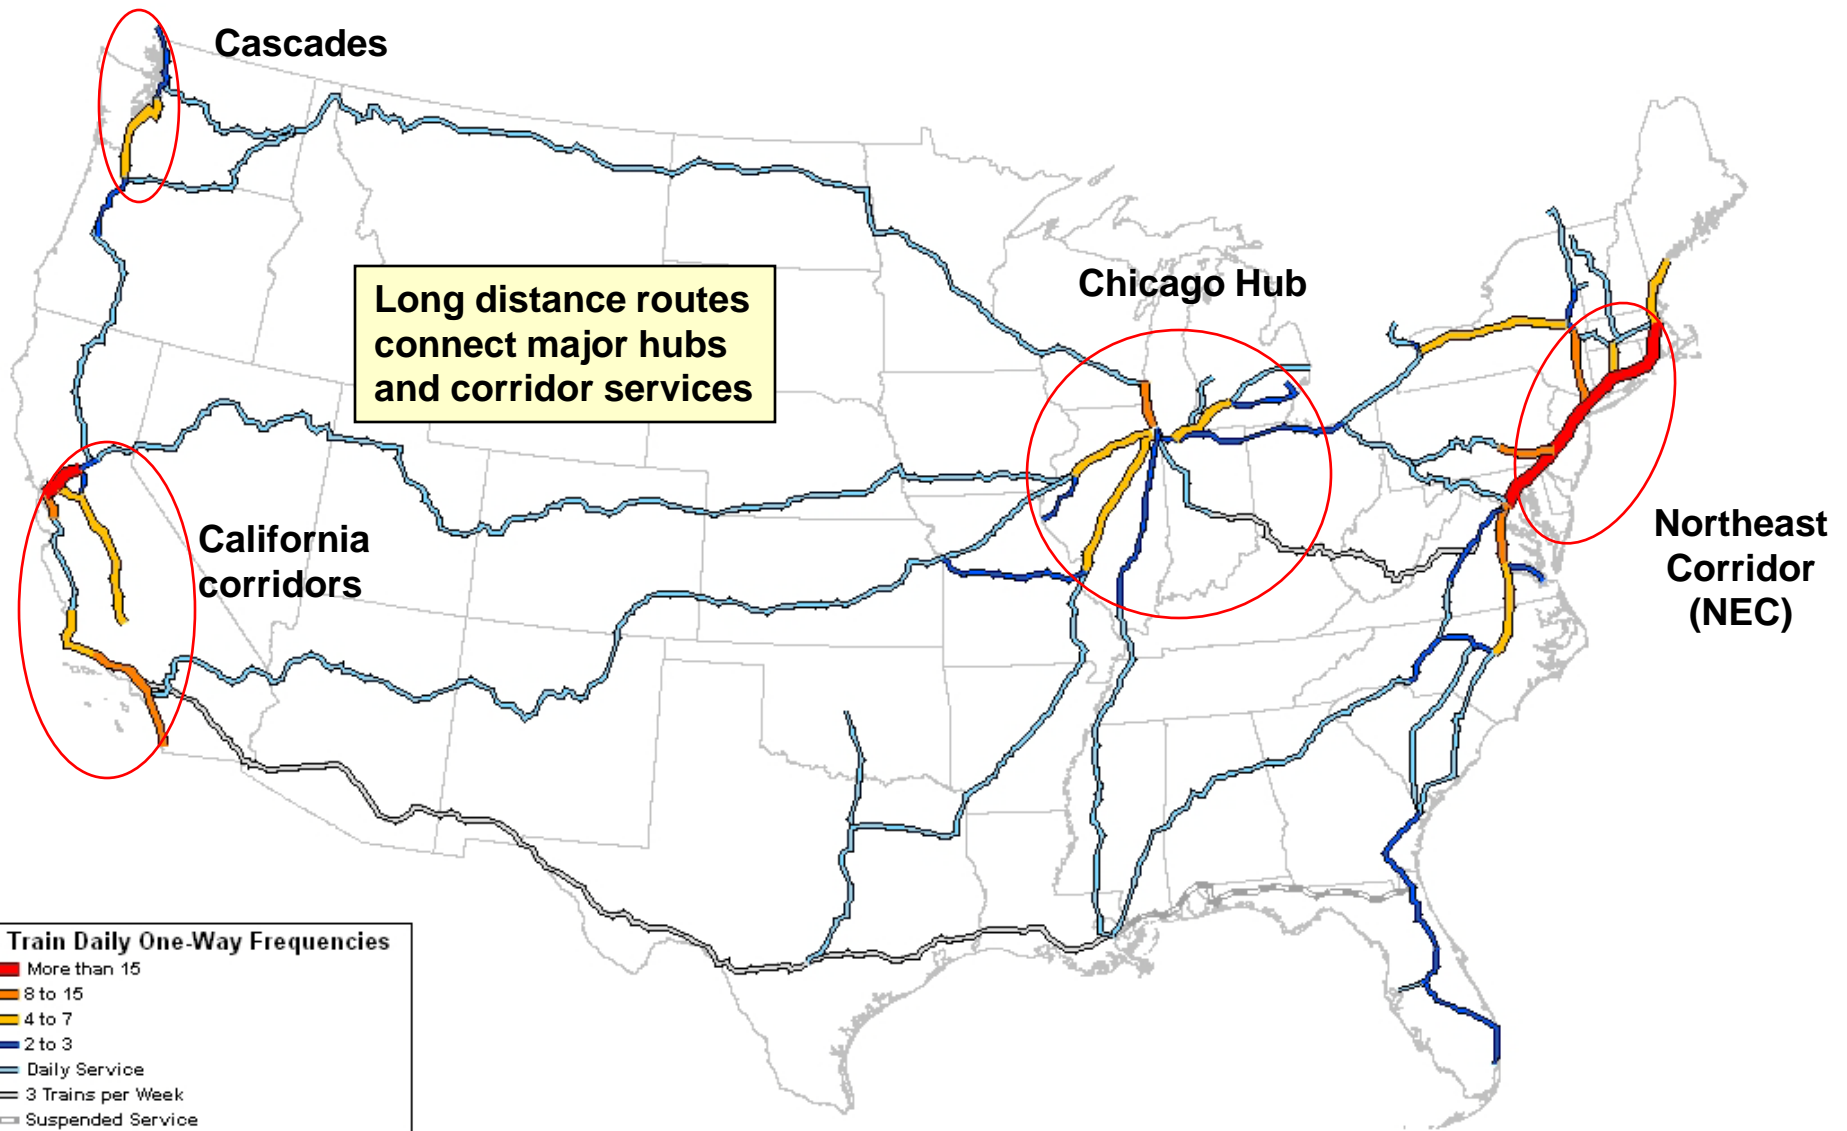 Cascades
Long distance routes
connect major hubs
and corridor services
Chicago Hub
California
corridors
Northeast
Corridor
(NEC)
Train Daily One-Way Frequencies
More than 15
8 to 15
4 to 7
2 to 3
Daily Service
3 Trains per Week
Suspended Service